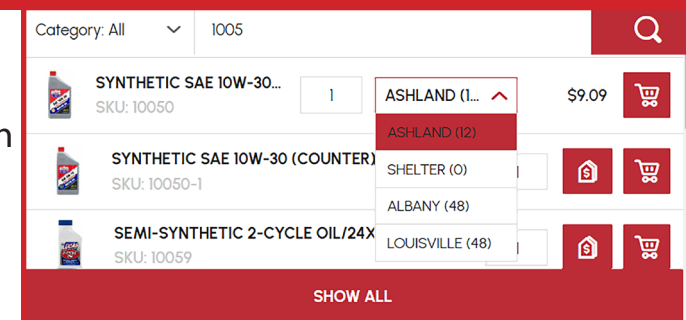 Category: All
1005
SYNTHETIC SAE 10W-30...
SKU: 10050
1
ASHLAND (1...
$9.09
ASHLAND (12)
SHELTER (0)
ALBANY (48)
LOUISVILLE (48)
SYNTHETIC SAE 10W-30 (COUNTER)
SKU: 10050-1
SEMI-SYNTHETIC 2-CYCLE OIL/24X
SKU: 10059
SHOW ALL